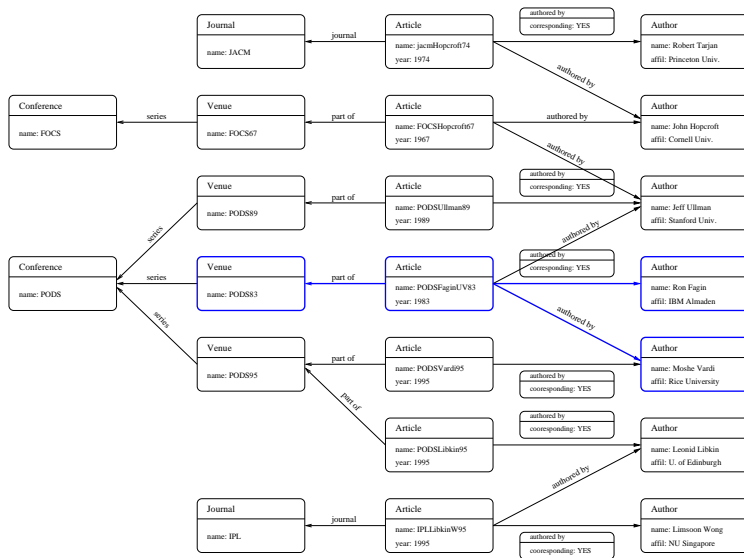 Journal
name: JACM
journal
Article
name: jacmHopcroft74
year: 1974
authored by
corresponding: YES
Author
name: Robert Tarjan
affil: Princeton Univ.
authored by
Conference
name: FOCS
series
Venue
name: FOCS67
part of
Article
name: FOCSHopcroft67
year: 1967
authored by
Author
name: John Hopcroft
affil: Cornell Univ.
authored by
Venue
name: PODS89
part of
Article
name: PODSUllman89
year: 1989
authored by
corresponding: YES
Author
name: Jeff Ullman
affil: Stanford Univ.
series
authored by
Conference
name: PODS
series
Venue
name: PODS83
part of
Article
name: PODSFaginUV83
year: 1983
authored by
corresponding: YES
Author
name: Ron Fagin
affil: IBM Almaden
series
authored by
Venue
name: PODS95
part of
Article
name: PODSVardi95
year: 1995
authored by
cooresponding: YES
Author
name: Moshe Vardi
affil: Rice University
part of
Article
name: PODSLibkin95
year: 1995
authored by
cooresponding: YES
Author
name: Leonid Libkin
affil: U. of Edinburgh
authored by
Journal
name: IPL
journal
Article
name: IPLLibkinW95
year: 1995
authored by
cooresponding: YES
Author
name: Limsoon Wong
affil: NU Singapore